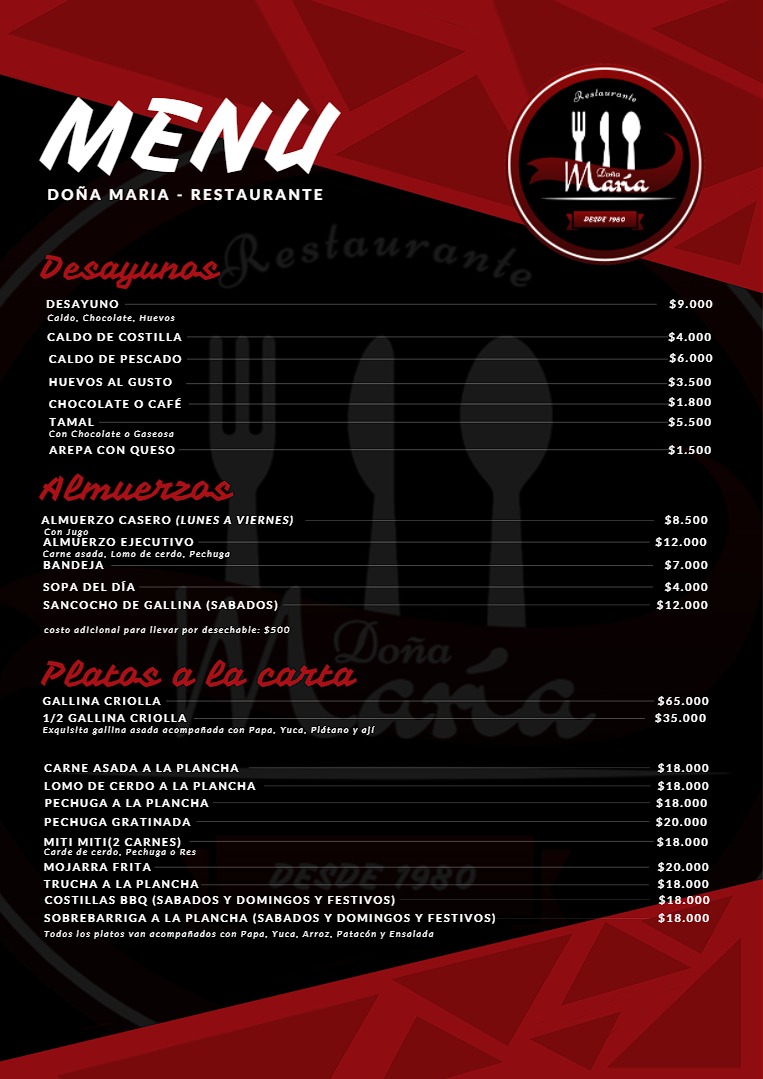 MENU
DOÑA MARIA - RESTAURANTE
Restaurante
Doña
María
DESDE 1980
Restaurante
Desayunos
DESAYUNO $9.000
Caldo, Chocolate, Huevos
CALDO DE COSTILLA $4.000
CALDO DE PESCADO $6.000
HUEVOS AL GUSTO $3.500
CHOCOLATE O CAFÉ $1.800
TAMAL $5.500
Con Chocolate o Gaseosa
AREPA CON QUESO $1.500
Almuerzos
ALMUERZO CASERO (LUNES A VIERNES) $8.500
Con Jugo
ALMUERZO EJECUTIVO $12.000
Carne asada, Lomo de cerdo, Pechuga
BANDEJA $7.000
SOPA DEL DÍA $4.000
SANCOCHO DE GALLINA (SABADOS) $12.000
costo adicional para llevar por desechable: $500
Doña
María
Platos a la carta
GALLINA CRIOLLA $65.000
1/2 GALLINA CRIOLLA $35.000
Exquisita gallina asada acompañada con Papa, Yuca, Plátano y ají
CARNE ASADA A LA PLANCHA $18.000
LOMO DE CERDO A LA PLANCHA $18.000
PECHUGA A LA PLANCHA $18.000
PECHUGA GRATINADA $20.000
MITI MITI(2 CARNES) $18.000
Carde de cerdo, Pechuga o Res
MOJARRA FRITA $20.000
DESDE 1980
TRUCHA A LA PLANCHA $18.000
COSTILLAS BBQ (SABADOS Y DOMINGOS Y FESTIVOS) $18.000
SOBREBARRIGA A LA PLANCHA (SABADOS Y DOMINGOS Y FESTIVOS) $18.000
Todos los platos van acompañados con Papa, Yuca, Arroz, Patacón y Ensalada